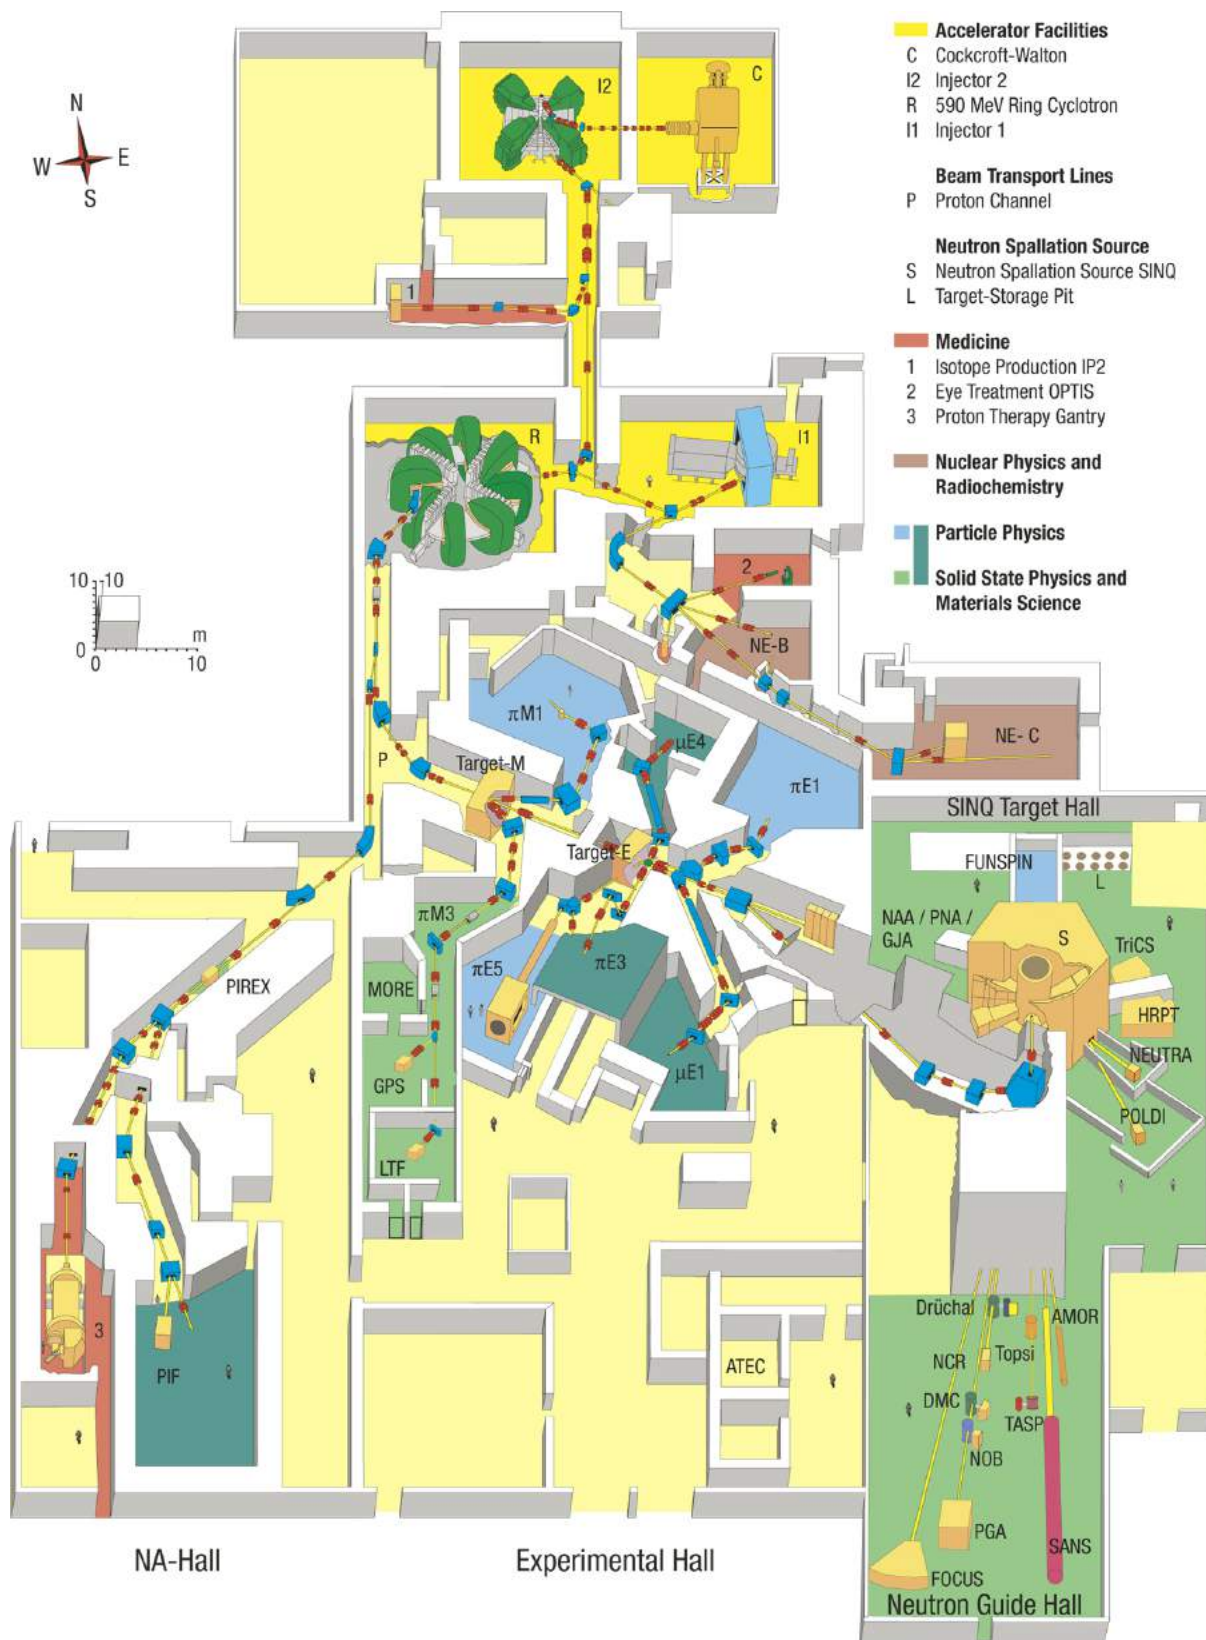 Accelerator Facilities
C Cockcroft-Walton
I2 Injector 2
R 590 MeV Ring Cyclotron
I1 Injector 1
Beam Transport Lines
P Proton Channel
Neutron Spallation Source
S Neutron Spallation Source SINQ
L Target-Storage Pit
Medicine
1 Isotope Production IP2
2 Eye Treatment OPTIS
3 Proton Therapy Gantry
Nuclear Physics and
Radiochemistry
Particle Physics
Solid State Physics and
Materials Science
N
W E
S
I2
C
1
R
I1
10 10
0
m
0 10
2
NE-B
πM1
μE4
NE- C
P
Target-M
πE1
SINQ Target Hall
Target-E
FUNSPIN
L
πM3
NAA / PNA /
GJA
S
TriCS
PIREX
MORE
πE5
πE3
HRPT
NEUTRA
GPS
μE1
POLDI
LTF
Drüchal
AMOR
3
NCR
Topsi
PIF
ATEC
DMC
TASP
NOB
PGA
SANS
NA-Hall
Experimental Hall
FOCUS
Neutron Guide Hall